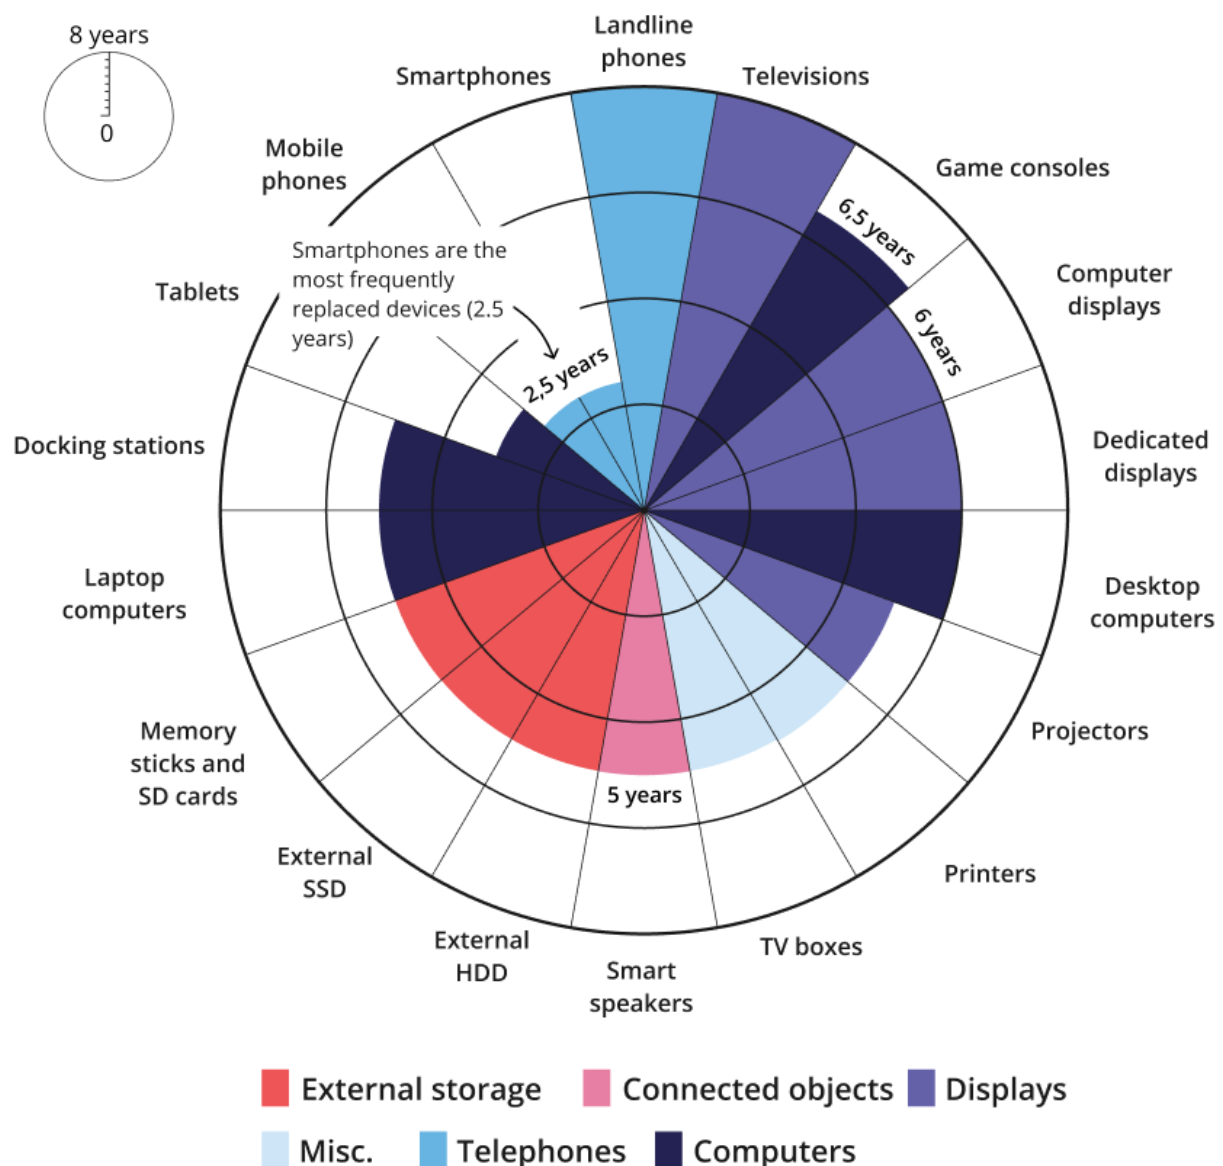 8 years
0
Landline
phones
Televisions
Smartphones
Mobile
phones
Game consoles
6,5 years
Smartphones are the
most frequently
replaced devices (2.5
years)
Tablets
Computer
displays
6 years
2,5 years
Docking stations
Dedicated
displays
Laptop
computers
Desktop
computers
Memory
sticks and
SD cards
Projectors
5 years
External
SSD
Printers
External
HDD
TV boxes
Smart
speakers
External storage
Connected objects
Displays
Misc.
Telephones
Computers